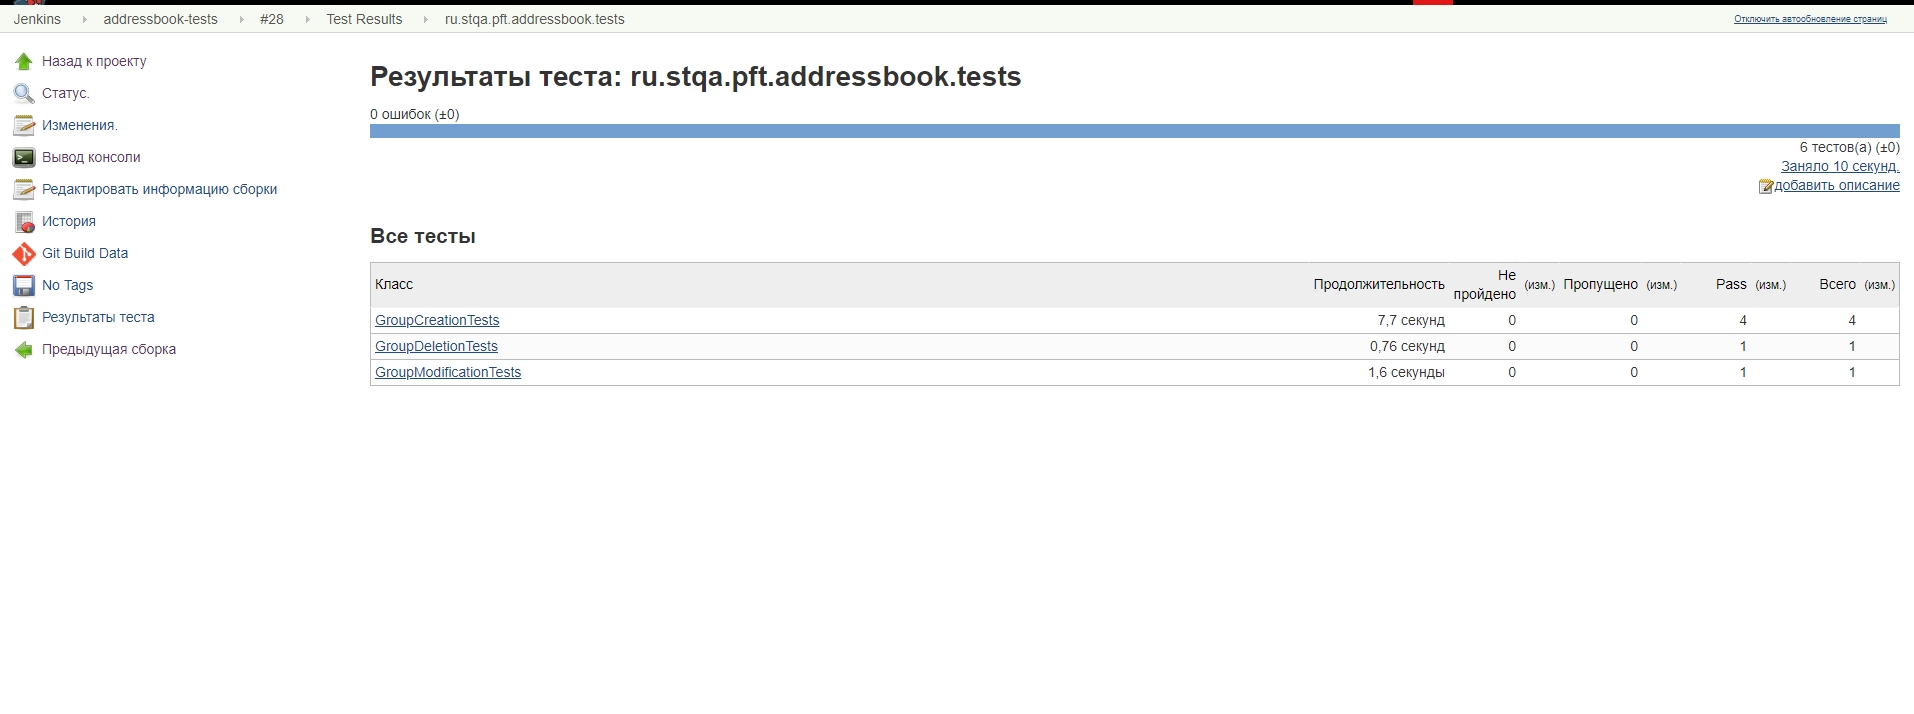 Jenkins addressbook-tests #28 Test Results ru.stqa.pft.addressbook.tests
Отключить автообновление страниц
Назад к проекту
Статус.
Изменения.
Вывод консоли
Редактировать информацию сборки
История
Git Build Data
No Tags
Результаты теста
Предыдущая сборка
Результаты теста: ru.stqa.pft.addressbook.tests
0 ошибок (±0)
6 тестов(а) (±0)
Заняло 10 секунд.
добавить описание
Все тесты
Класс Продолжительность Не пройдено (изм.) Пропущено (изм.) Pass (изм.) Всего (изм.)
GroupCreationTests 7,7 секунд 0 0 4 4
GroupDeletionTests 0,76 секунд 0 0 1 1
GroupModificationTests 1,6 секунды 0 0 1 1